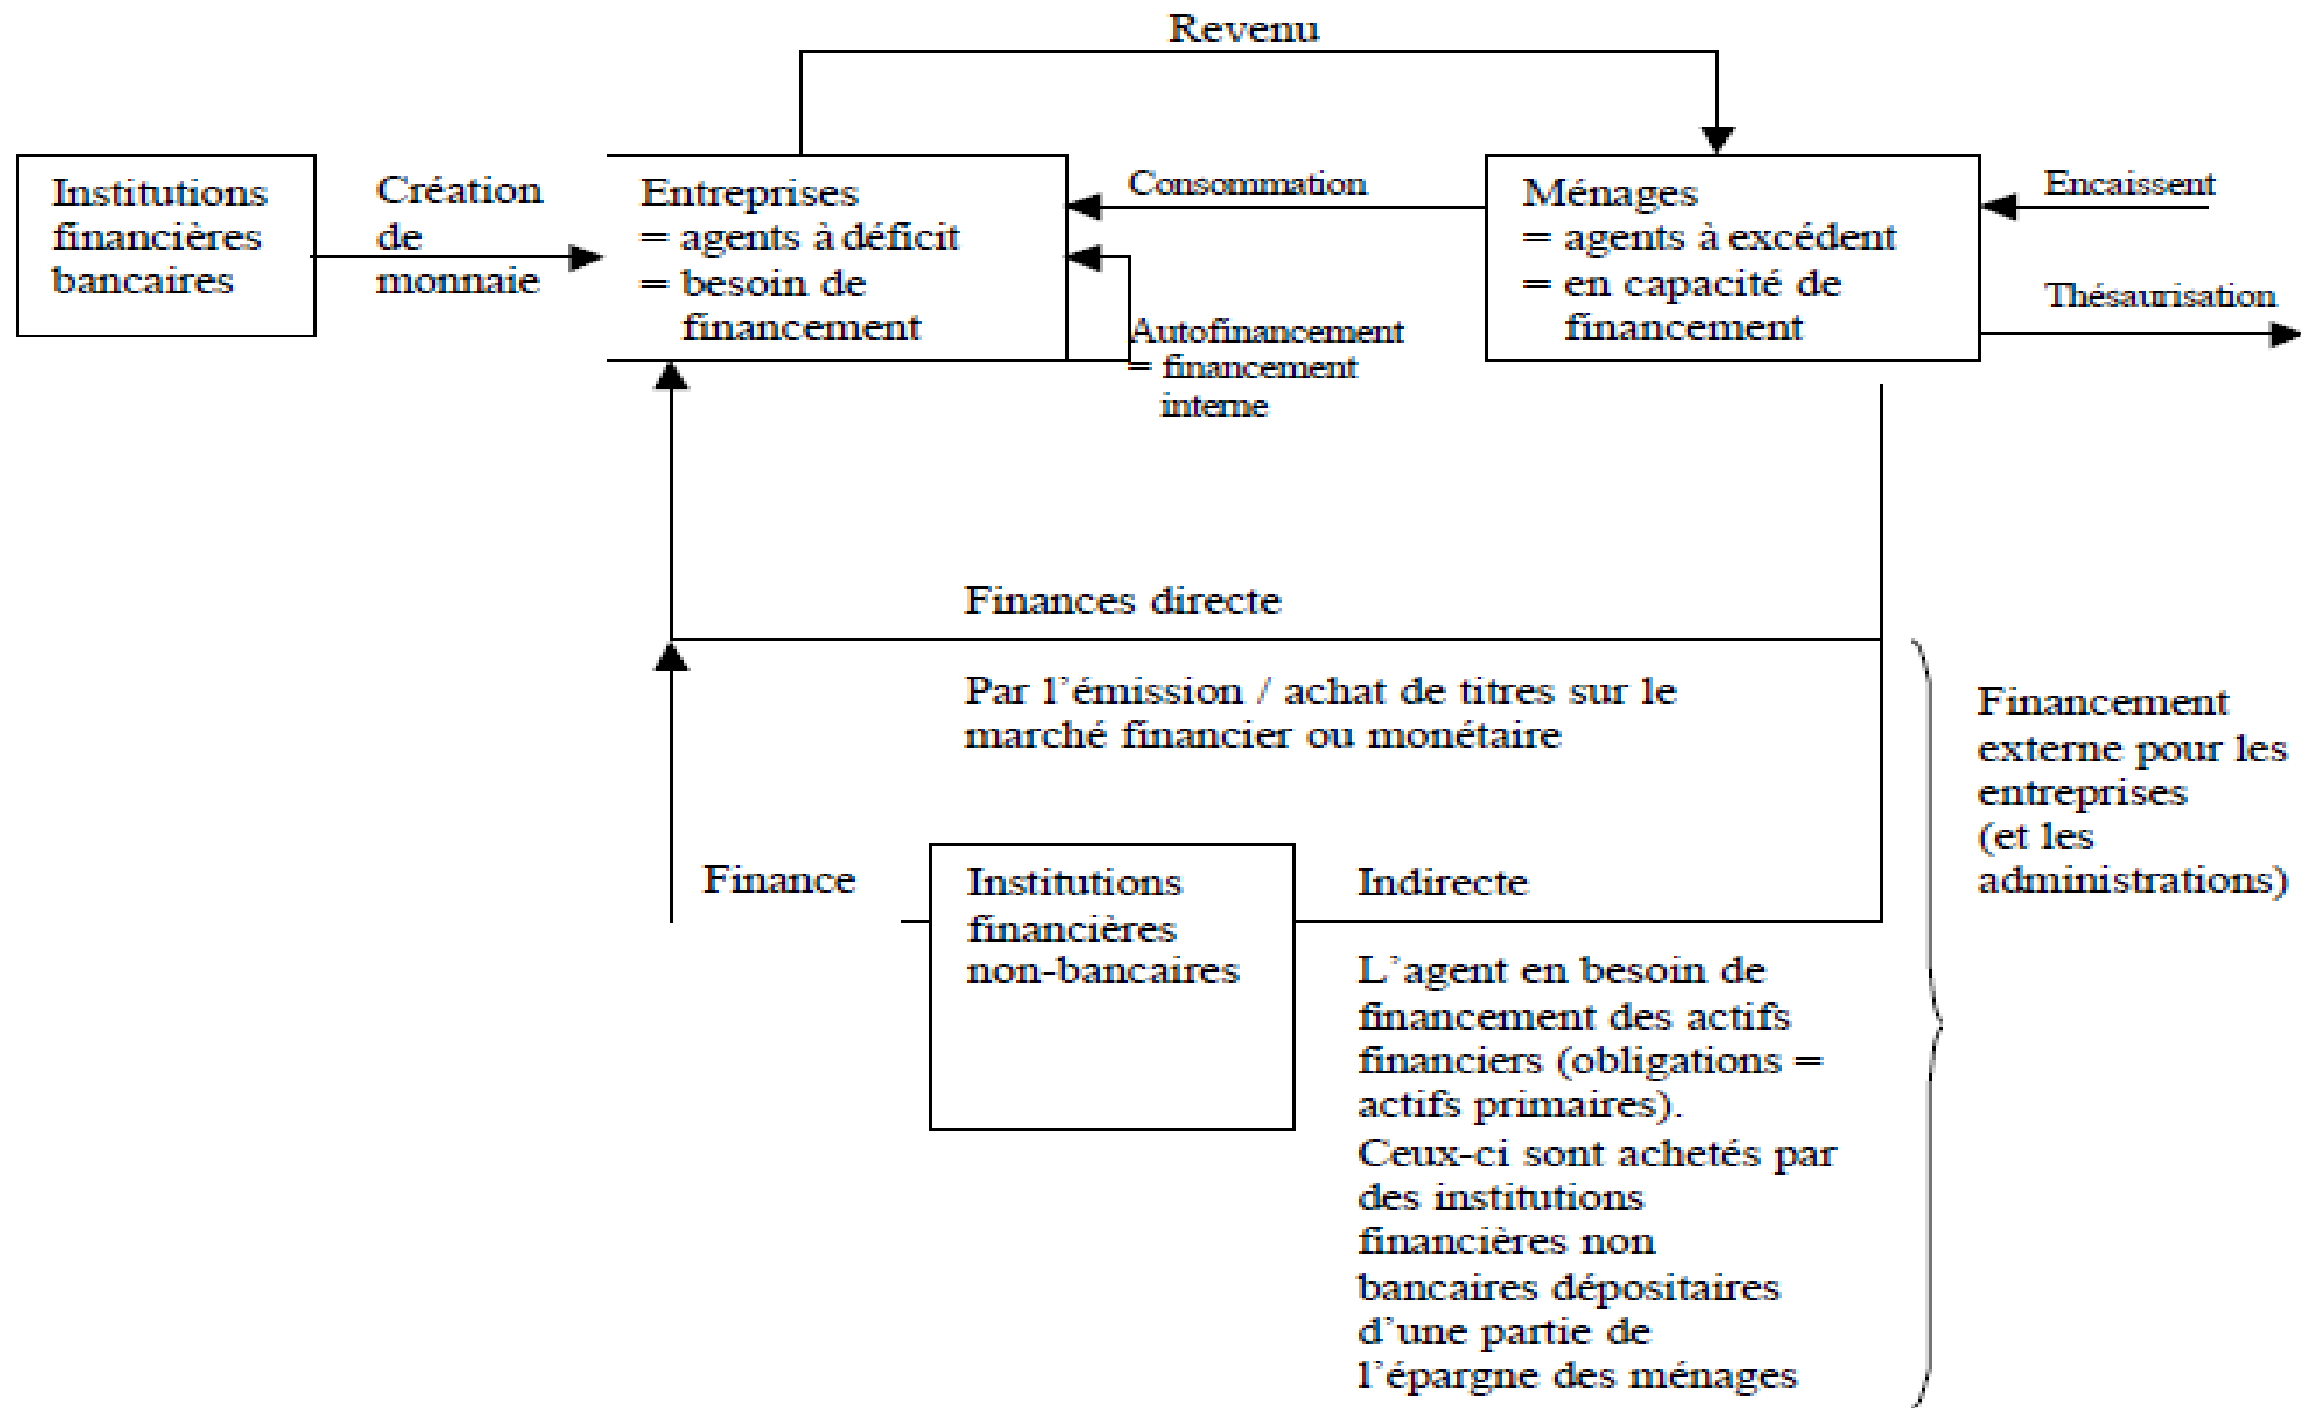 Revenu
Institutions
financières
bancaires
Création
de
monnaie
Entreprises
= agents à déficit
= besoin de
financement
Consommation
Autofinancement
= financement
interne
Ménages
= agents à excédent
= en capacité de
financement
Encaissent
Thésaurisation
Finances directe
Par l’émission / achat de titres sur le
marché financier ou monétaire
Finance
Institutions
financières
non-bancaires
Indirecte
L’agent en besoin de
financement des actifs
financiers (obligations =
actifs primaires).
Ceux-ci sont achetés par
des institutions
financières non
bancaires dépositaires
d’une partie de
l’épargne des ménages
Financement
externe pour les
entreprises
(et les
administrations)